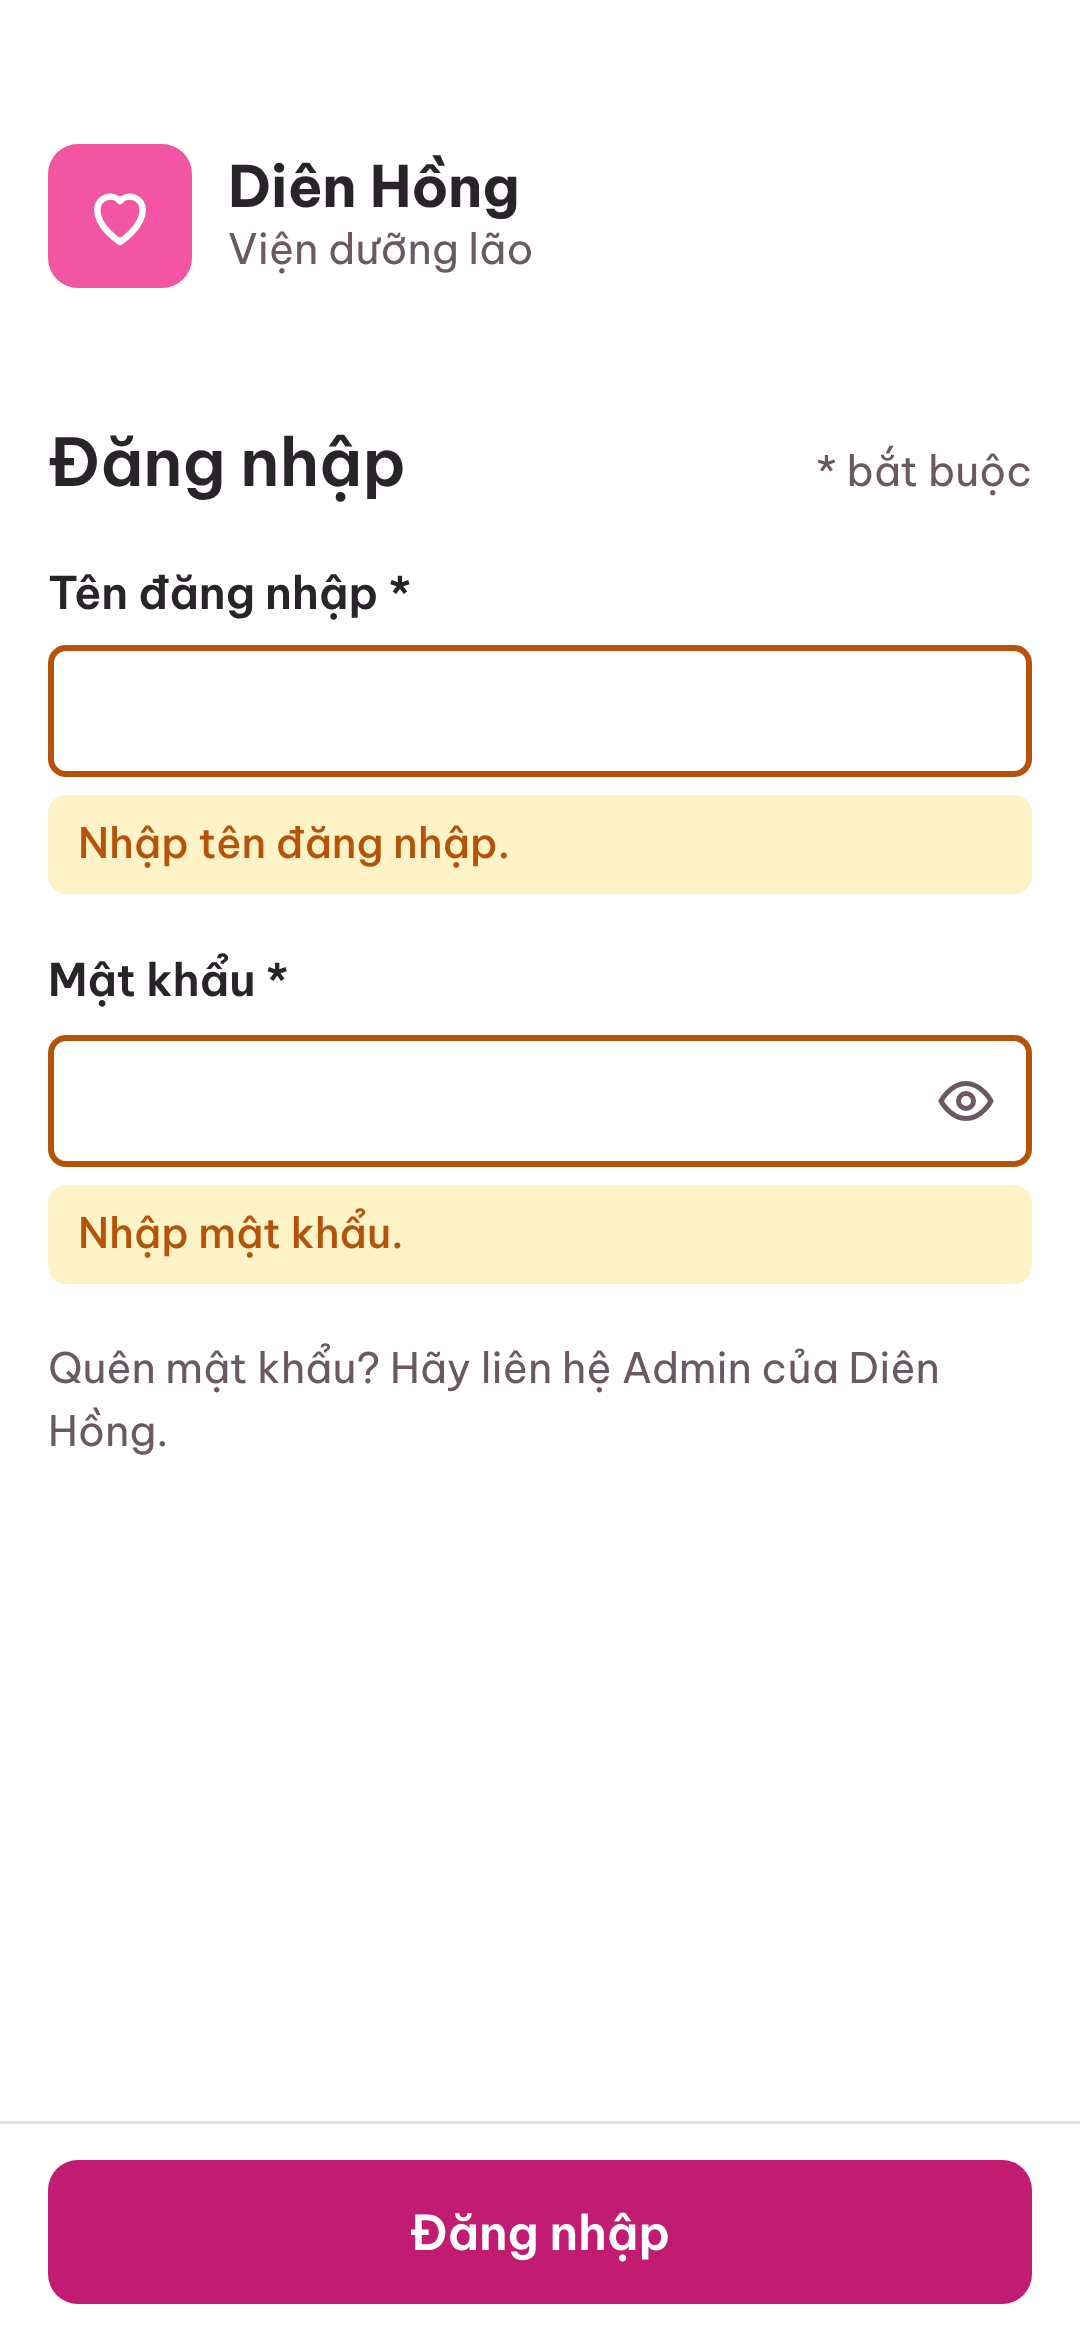 Diên Hồng
Viện dưỡng lão
Đăng nhập
* bắt buộc
Tên đăng nhập *
Nhập tên đăng nhập.
Mật khẩu *
Nhập mật khẩu.
Quên mật khẩu? Hãy liên hệ Admin của Diên
Hồng.
Đăng nhập